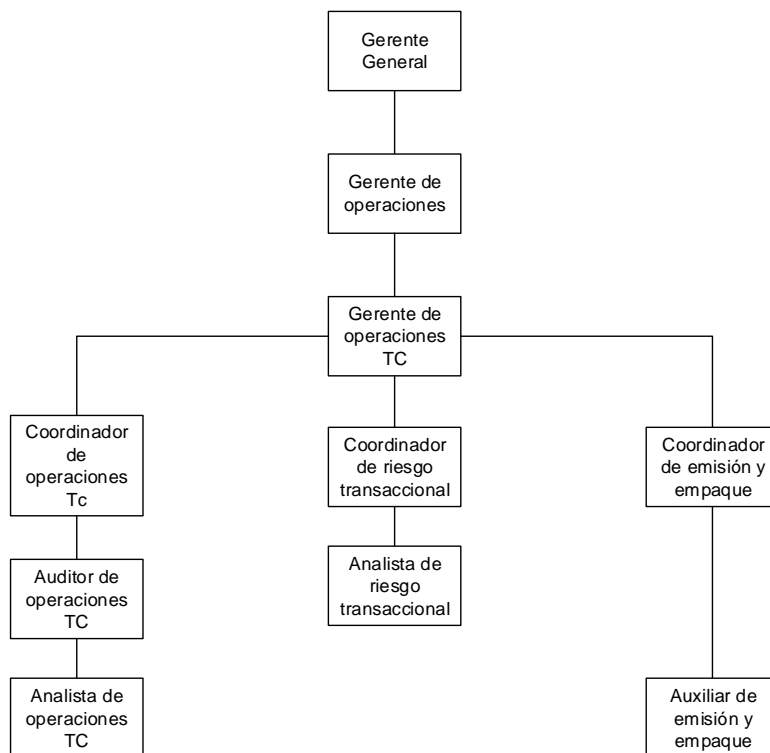 Gerente
General
Gerente de
operaciones
Gerente de
operaciones
TC
Coordinador
de
operaciones
Tc
Coordinador
de riesgo
transaccional
Coordinador
de emisión y
empaque
Auditor de
operaciones
TC
Analista de
riesgo
transaccional
Analista de
operaciones
TC
Auxiliar de
emisión y
empaque